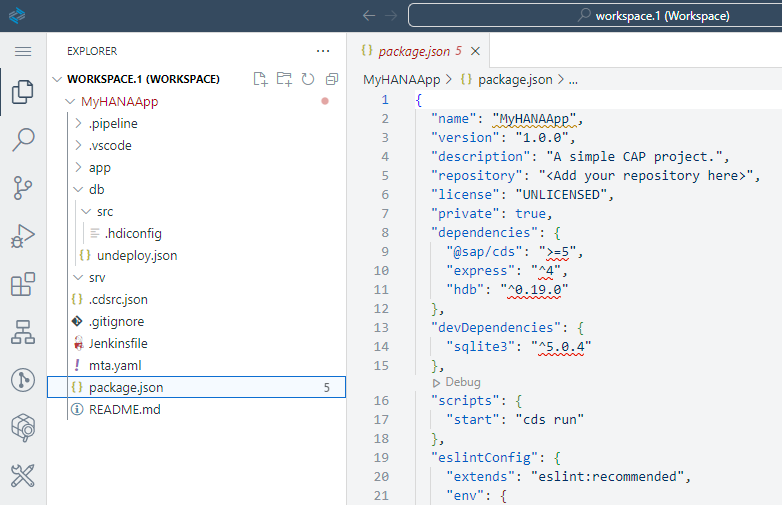 workspace.1 (Workspace)
EXPLORER
WORKSPACE.1 (WORKSPACE)
MyHANAApp
.pipeline
.vscode
app
db
src
.hdiconfig
undeploy.json
srv
.cdsrc.json
.gitignore
Jenkinsfile
mta.yaml
package.json 5
README.md
package.json 5
MyHANAApp > {} package.json > ...
1 {
2 "name": "MyHANAApp",
3 "version": "1.0.0",
4 "description": "A simple CAP project.",
5 "repository": "<Add your repository here>",
6 "license": "UNLICENSED",
7 "private": true,
8 "dependencies": {
9 "@sap/cds": ">=5",
10 "express": "^4",
11 "hdb": "^0.19.0"
12 },
13 "devDependencies": {
14 "sqlite3": "^5.0.4"
15 },
Debug
16 "scripts": {
17 "start": "cds run"
18 },
19 "eslintConfig": {
20 "extends": "eslint:recommended",
21 "env": {